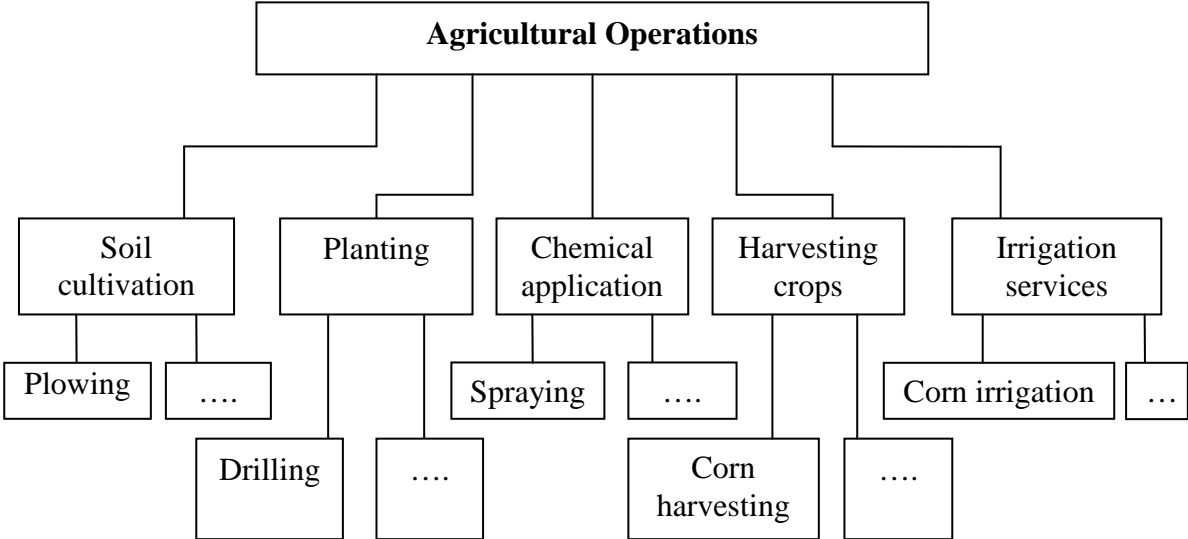 Agricultural Operations
Soil
cultivation
Planting
Chemical
application
Harvesting
crops
Irrigation
services
Plowing
….
Spraying
….
Corn irrigation
…
Drilling
….
Corn
harvesting
….